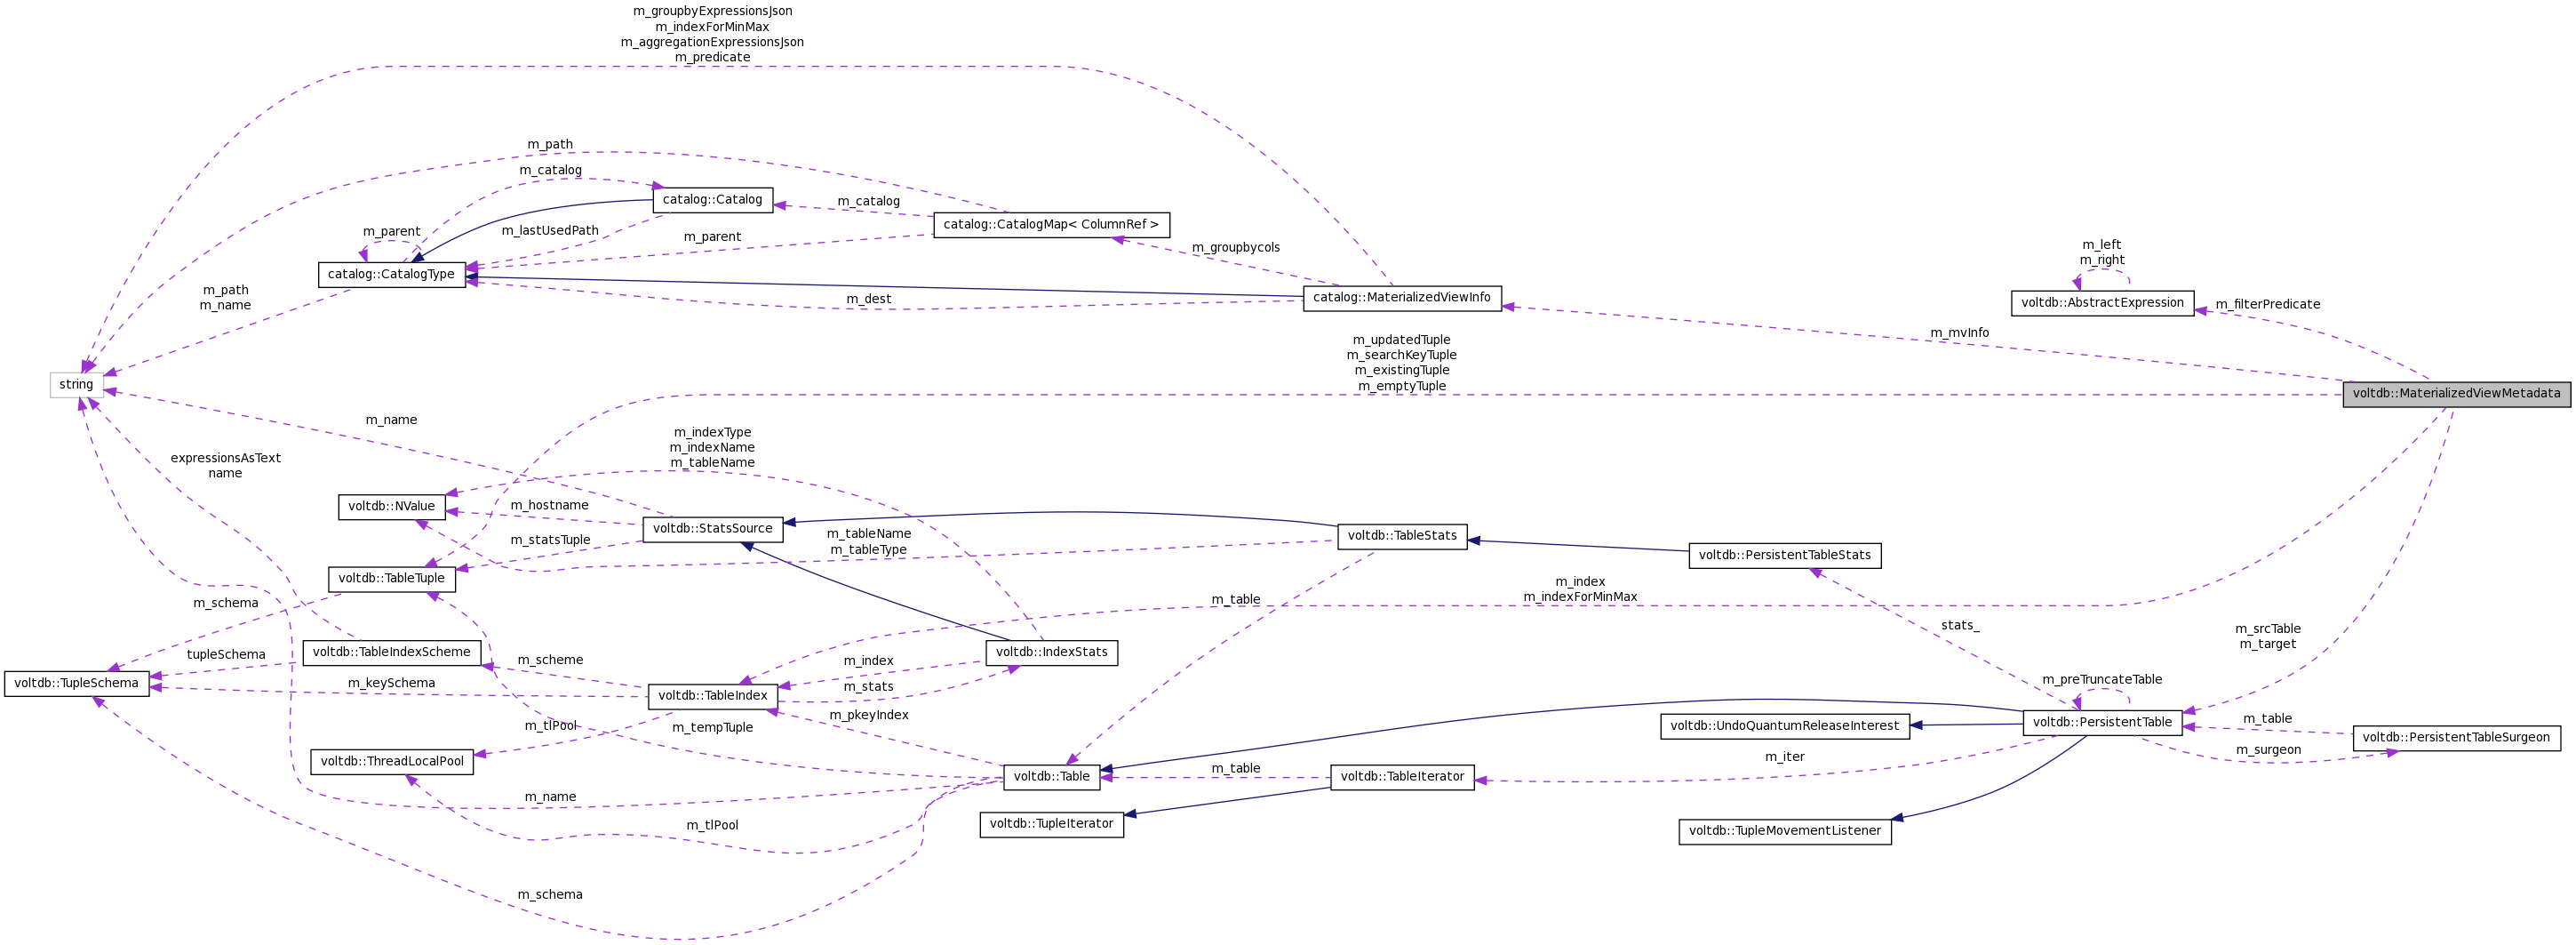 m_groupbyExpressionsJson
m_indexForMinMax
m_aggregationExpressionsJson
m_predicate
m_path
m_catalog
catalog::Catalog
m_catalog
catalog::CatalogMap< ColumnRef >
m_parent
m_lastUsedPath
m_parent
m_groupbycols
m_left
m_right
catalog::CatalogType
m_path
m_name
m_dest
catalog::MaterializedViewInfo
voltdb::AbstractExpression
m_filterPredicate
m_mvInfo
m_updatedTuple
m_searchKeyTuple
m_existingTuple
m_emptyTuple
string
voltdb::MaterializedViewMetadata
m_name
m_indexType
m_indexName
m_tableName
expressionsAsText
name
voltdb::NValue
m_hostname
voltdb::StatsSource
m_statsTuple
m_tableName
m_tableType
voltdb::TableStats
voltdb::PersistentTableStats
voltdb::TableTuple
m_schema
m_table
m_index
m_indexForMinMax
stats_
m_srcTable
m_target
tupleSchema
voltdb::TableIndexScheme
m_scheme
m_index
voltdb::IndexStats
voltdb::TupleSchema
m_keySchema
voltdb::TableIndex
m_stats
m_preTruncateTable
m_tlPool
m_tempTuple
m_pkeyIndex
voltdb::UndoQuantumReleaseInterest
voltdb::PersistentTable
m_table
m_surgeon
voltdb::PersistentTableSurgeon
voltdb::ThreadLocalPool
m_name
voltdb::Table
m_table
voltdb::TableIterator
m_iter
m_tlPool
voltdb::TupleIterator
voltdb::TupleMovementListener
m_schema